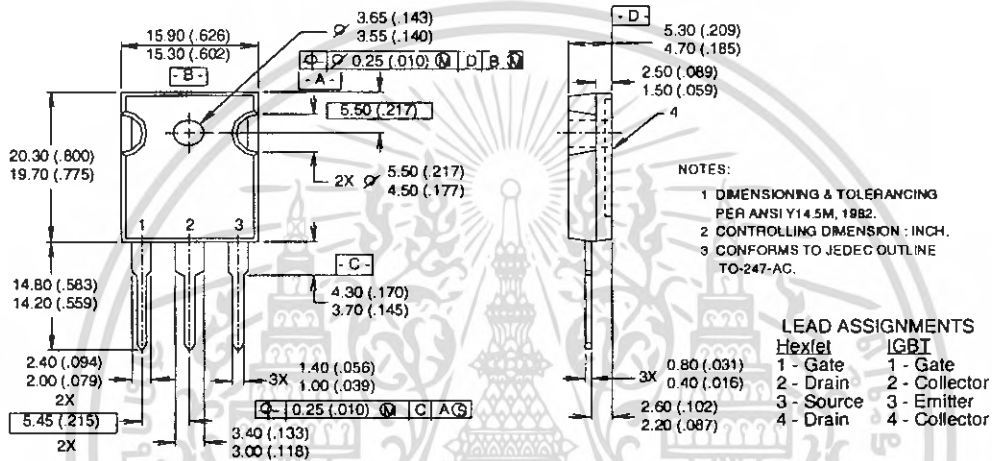 15.90 (.626)
15.30 (.602)
- B -
⌀ 3.65 (.143)
3.55 (.140)
⌖ ⌀ 0.25 (.010) Ⓜ D B Ⓜ
- A -
5.50 (.217)
20.30 (.800)
19.70 (.775)
2X ⌀ 5.50 (.217)
4.50 (.177)
1 2 3
- C -
14.80 (.583)
14.20 (.559)
4.30 (.170)
3.70 (.145)
2.40 (.094)
2.00 (.079)
2X
5.45 (.215)
2X
3X 1.40 (.056)
1.00 (.039)
⌖ 0.25 (.010) Ⓜ C A Ⓢ
3.40 (.133)
3.00 (.118)
- D -
5.30 (.209)
4.70 (.185)
2.50 (.089)
1.50 (.059)
4
3X 0.80 (.031)
0.40 (.016)
2.60 (.102)
2.20 (.087)
NOTES:
1 DIMENSIONING & TOLERANCING
PER ANSI Y14.5M, 1982.
2 CONTROLLING DIMENSION : INCH.
3 CONFORMS TO JEDEC OUTLINE
TO-247-AC.
LEAD ASSIGNMENTS
Hexfet IGBT
1 - Gate 1 - Gate
2 - Drain 2 - Collector
3 - Source 3 - Emitter
4 - Drain 4 - Collector